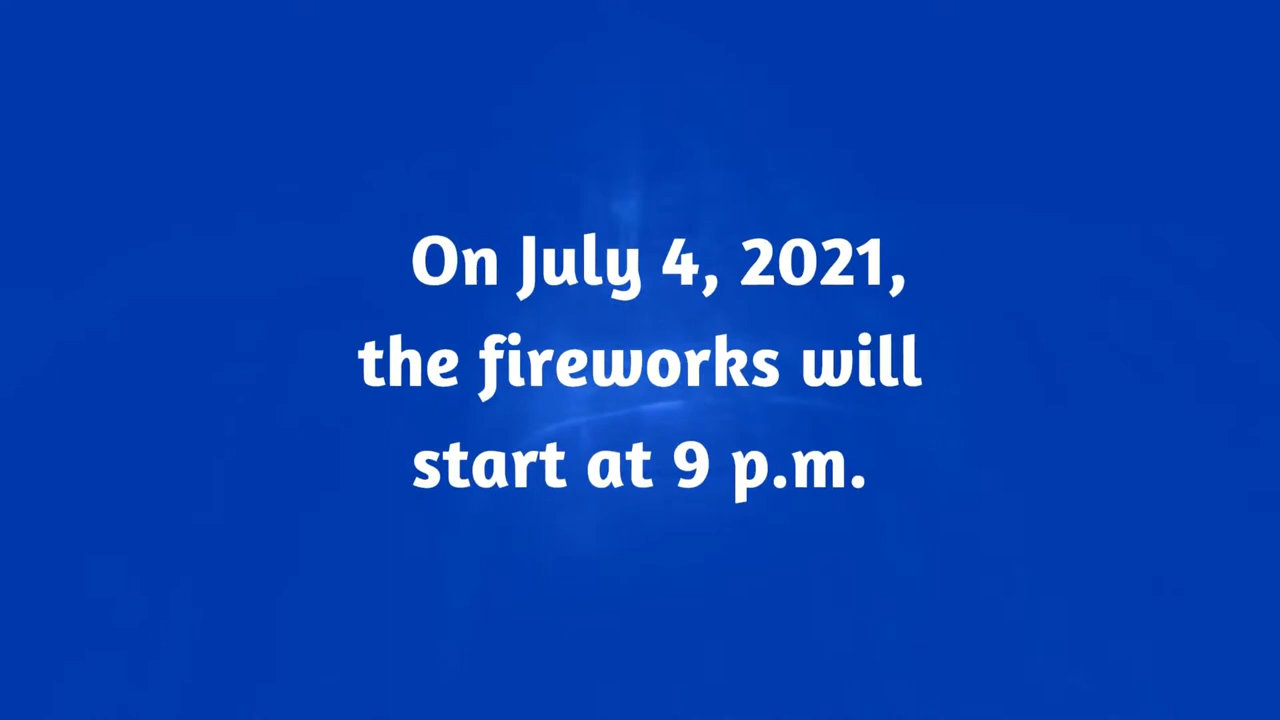 On July 4, 2021,
the fireworks will
start at 9 p.m.